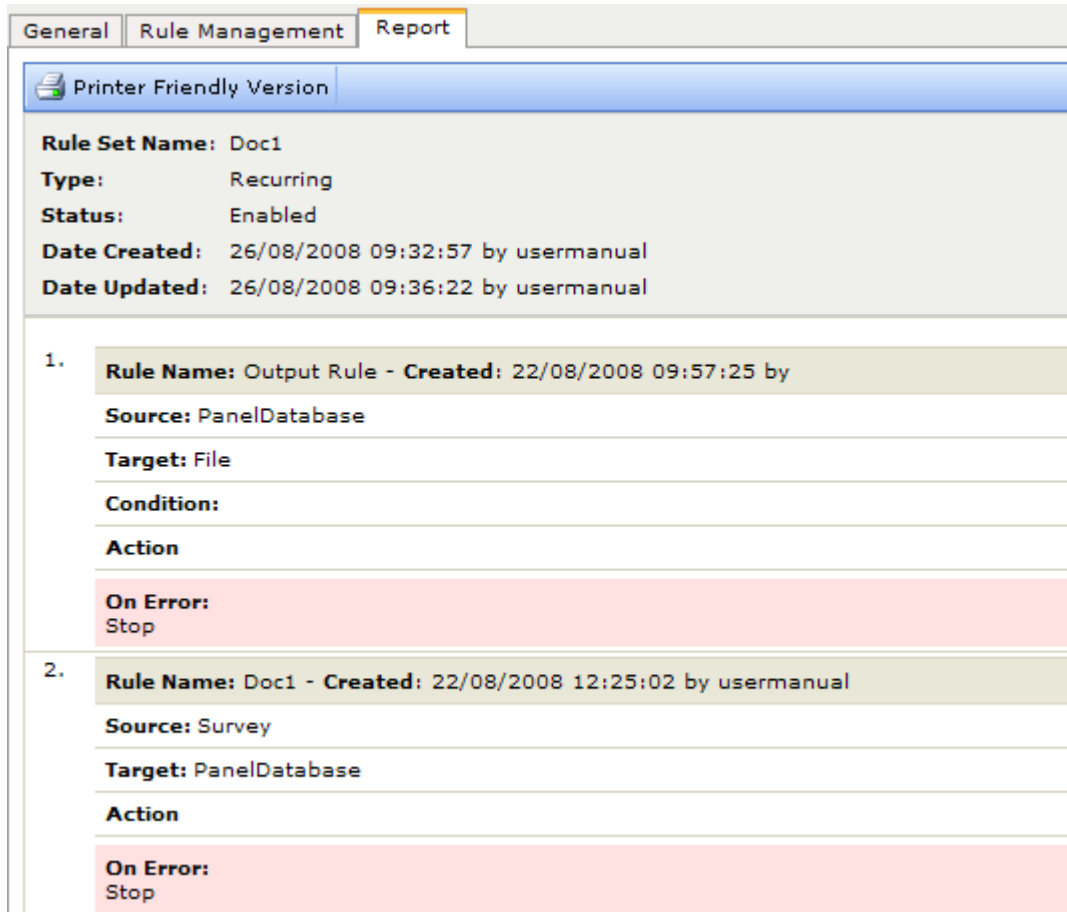 General Rule Management Report
Printer Friendly Version
Rule Set Name: Doc1
Type: Recurring
Status: Enabled
Date Created: 26/08/2008 09:32:57 by usermanual
Date Updated: 26/08/2008 09:36:22 by usermanual
1.
Rule Name: Output Rule - Created: 22/08/2008 09:57:25 by
Source: PanelDatabase
Target: File
Condition:
Action
On Error:
Stop
2.
Rule Name: Doc1 - Created: 22/08/2008 12:25:02 by usermanual
Source: Survey
Target: PanelDatabase
Action
On Error:
Stop